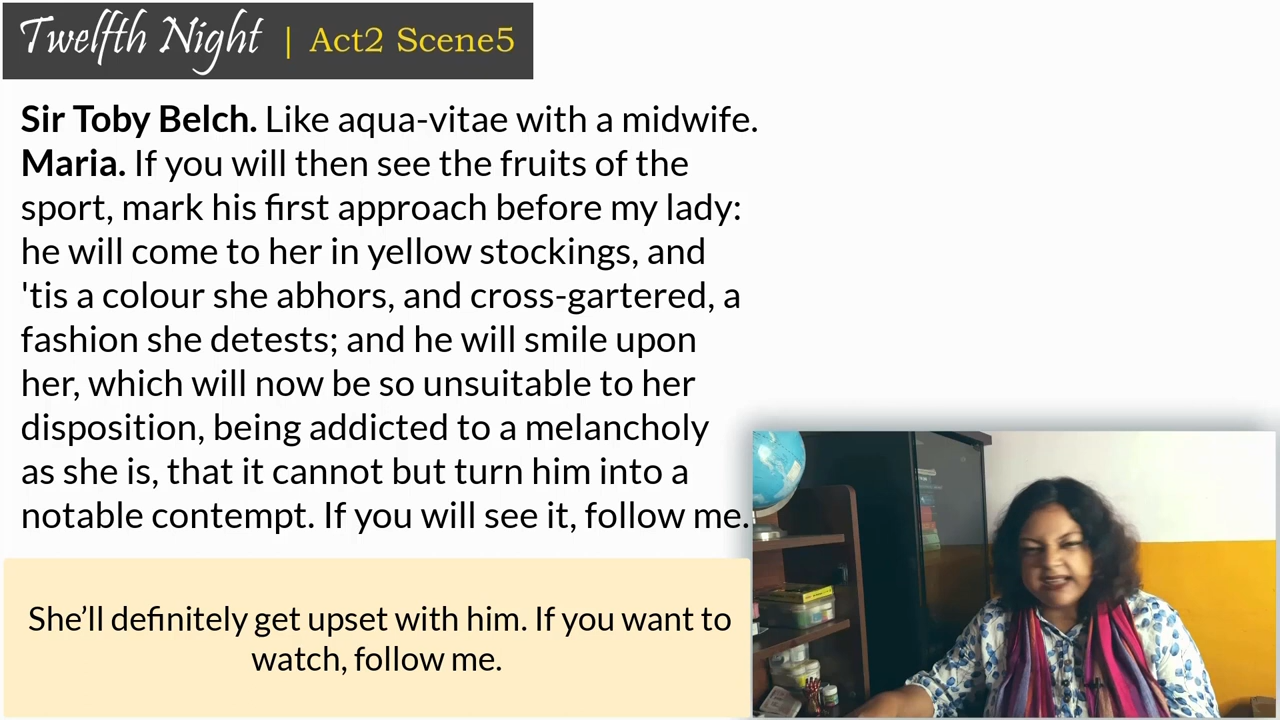 Twelfth Night | Act2 Scene5
Sir Toby Belch. Like aqua-vitae with a midwife.
Maria. If you will then see the fruits of the
sport, mark his first approach before my lady:
he will come to her in yellow stockings, and
'tis a colour she abhors, and cross-gartered, a
fashion she detests; and he will smile upon
her, which will now be so unsuitable to her
disposition, being addicted to a melancholy
as she is, that it cannot but turn him into a
notable contempt. If you will see it, follow me.
She’ll definitely get upset with him. If you want to
watch, follow me.